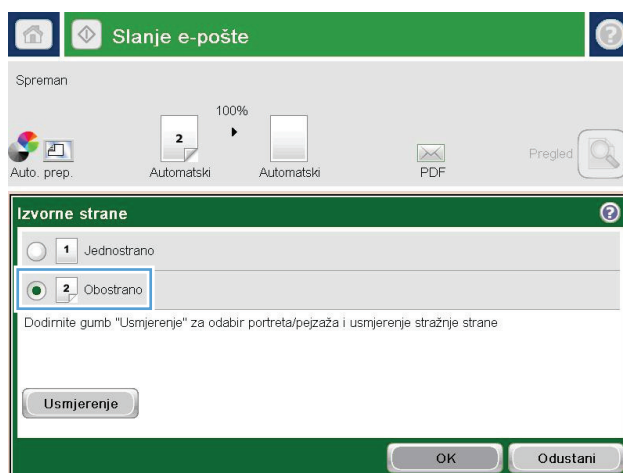 Slanje e-pošte
Spreman
100%
2
Auto. prep.
Automatski
Automatski
PDF
Pregled
Izvorne strane
1 Jednostrano
2 Obostrano
Dodirnite gumb "Usmjerenje" za odabir portreta/pejzaža i usmjerenje stražnje strane
Usmjerenje
OK
Odustani